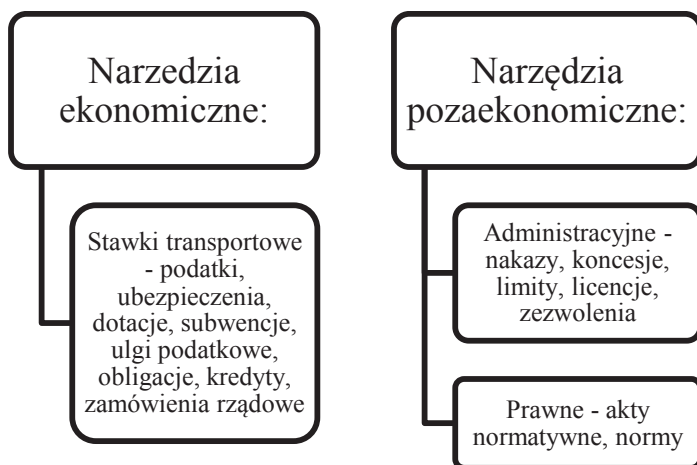 Narzedzia
ekonomiczne:
Stawki transportowe
- podatki,
ubezpieczenia,
dotacje, subwencje,
ulgi podatkowe,
obligacje, kredyty,
zamówienia rządowe
Narzędzia
pozaekonomiczne:
Administracyjne -
nakazy, koncesje,
limity, licencje,
zezwolenia
Prawne - akty
normatywne, normy